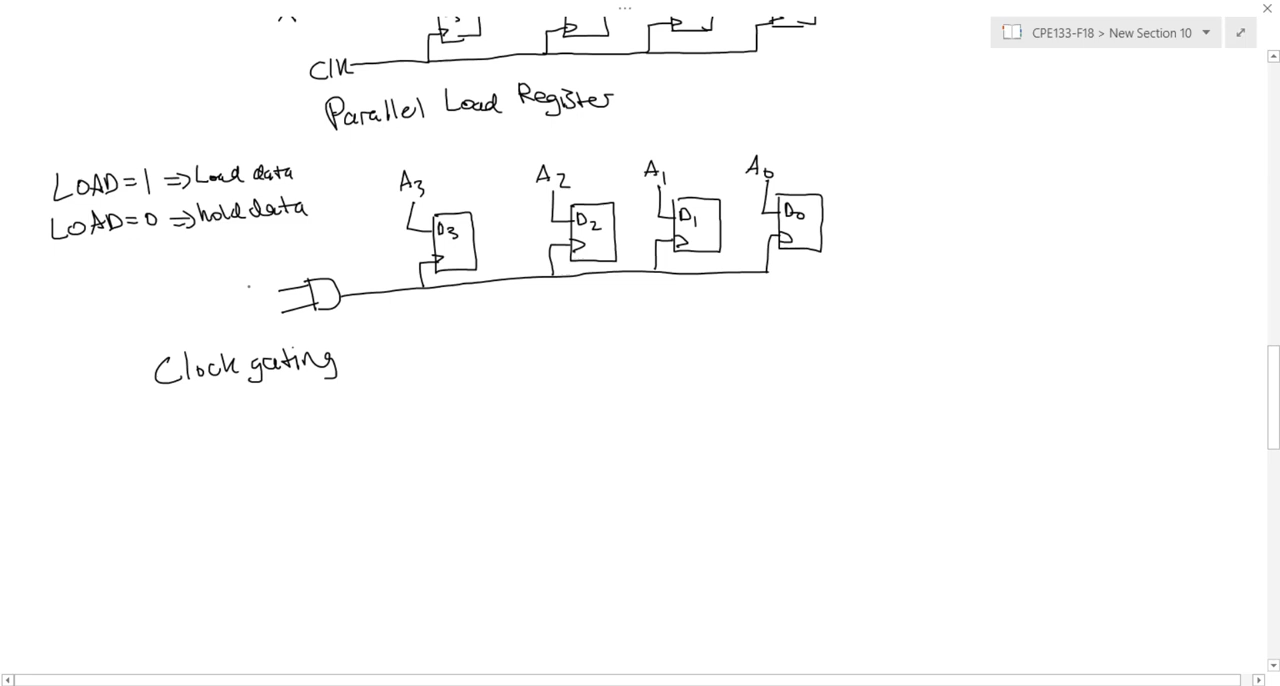 CPE133-F18 > New Section 10
Clk
Parallel Load Register
LOAD=1 => Load data
LOAD=0 => hold data
A3 A2 A1 A0
D3 D2 D1 D0
Clock gating